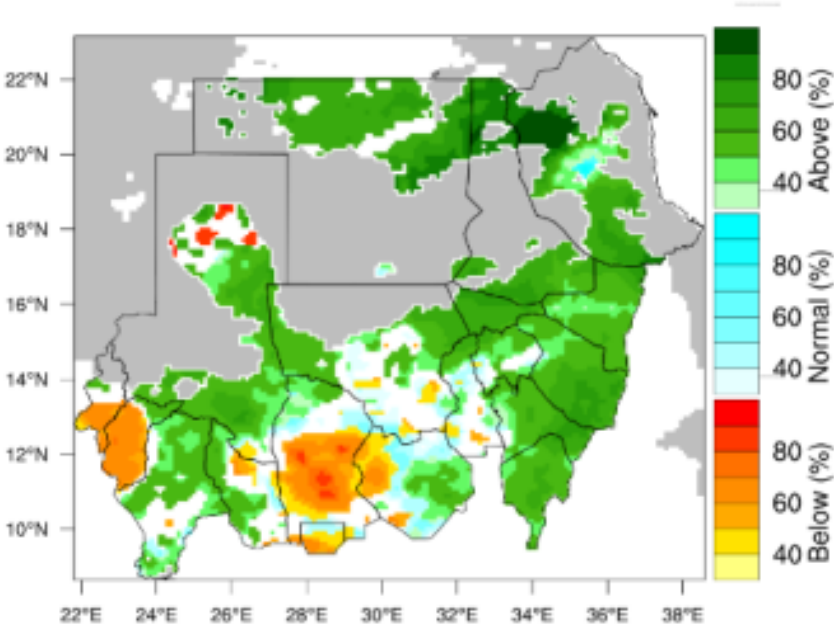 22°N
20°N
18°N
16°N
14°N
12°N
10°N
22°E
24°E
26°E
28°E
30°E
32°E
34°E
36°E
38°E
80
60
40
Above (%)
80
60
40
Normal (%)
80
60
40
Below (%)